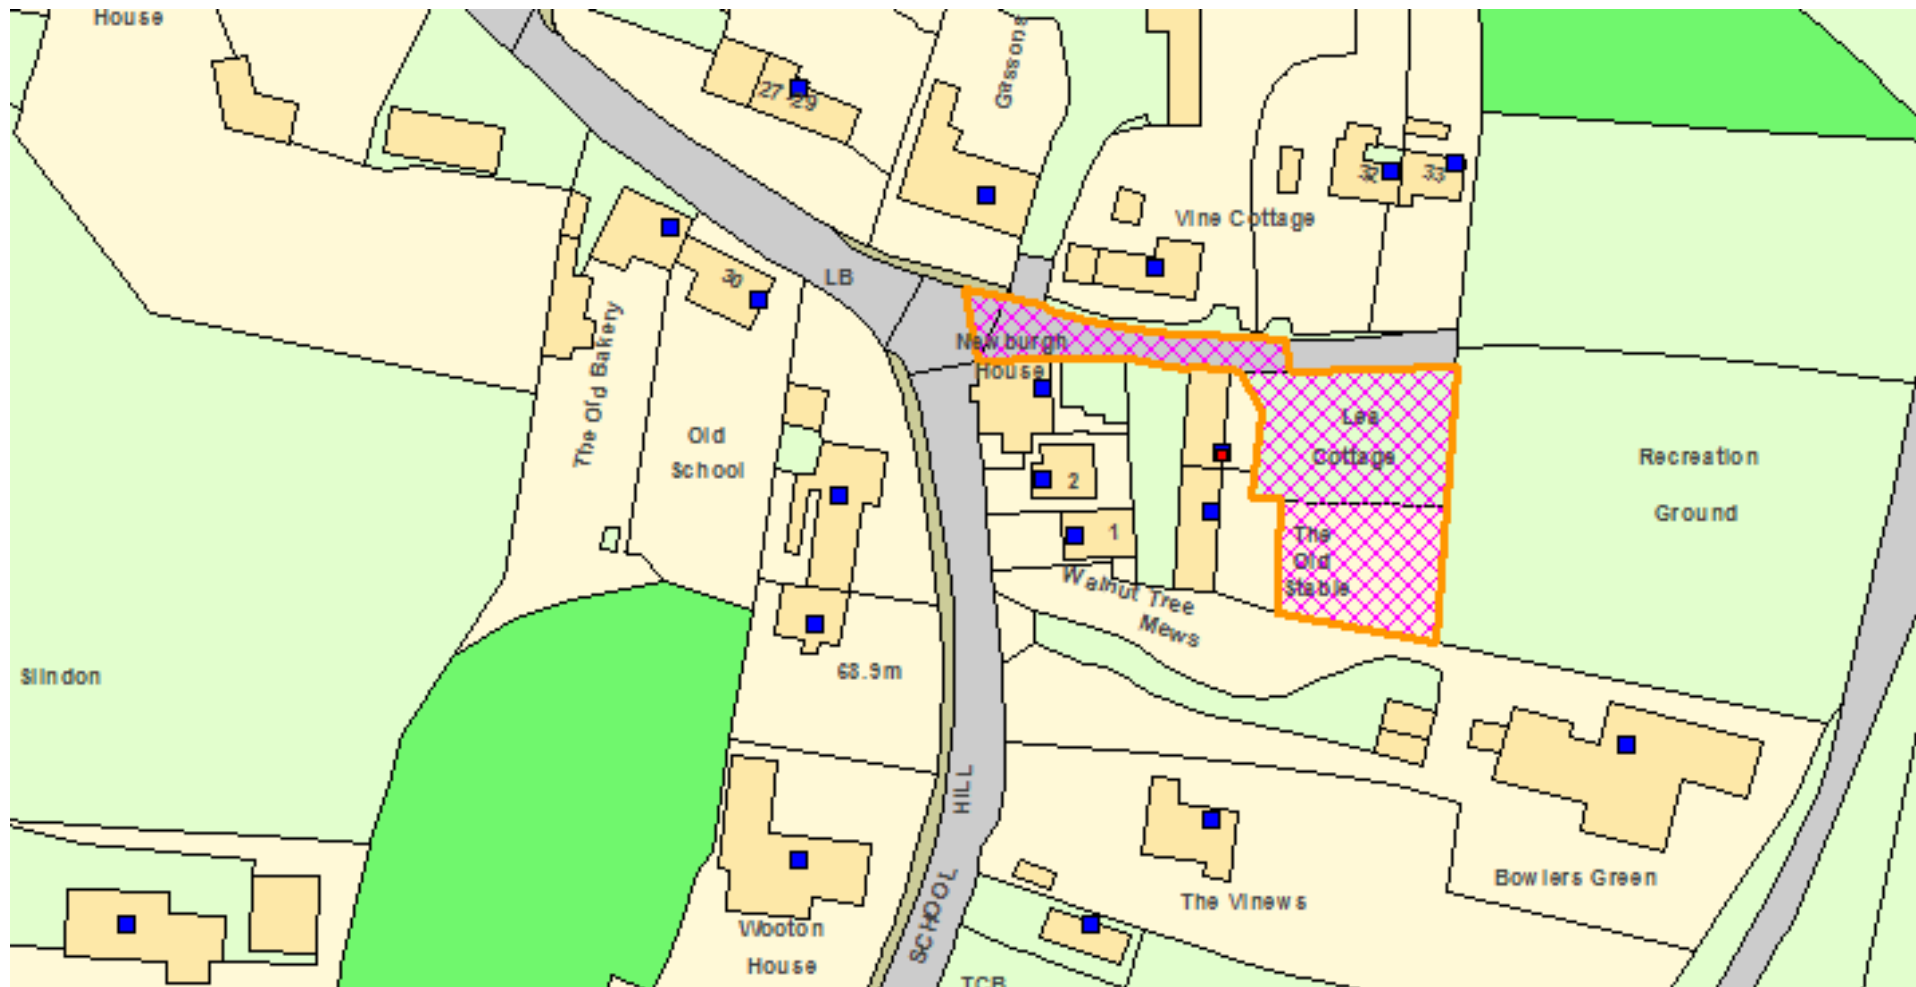 House
Gassons
27 29
32 33
Vine Cottage
30
LB
The Old Bakery
Newburgh
House
Lea
Cottage
Old
School
2
1
Recreation
Ground
The
Old
Stable
Walnut Tree
Mews
Slindon
68.9m
SCHOOL HILL
Bowlers Green
The Vinews
Wooton
House
TCB